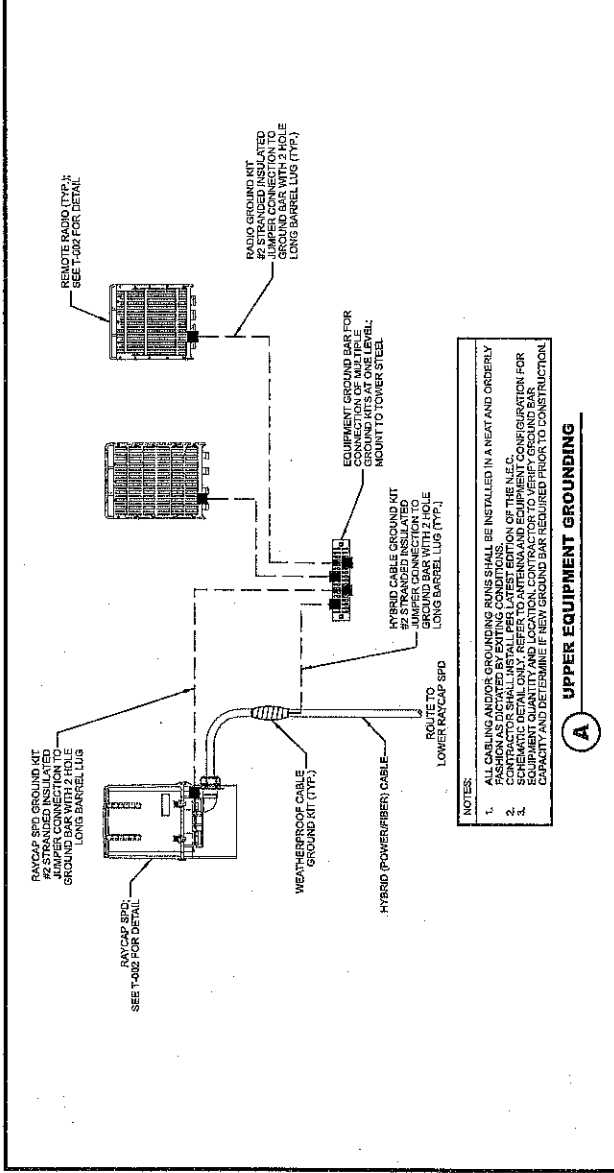 REMOTE RADIO (TYP.);
SEE T-002 FOR DETAIL
RADIO GROUND KIT
#2 STRANDED INSULATED
JUMPER CONNECTION TO
GROUND BAR WITH 2 HOLE
LONG BARREL LUG (TYP.)
RAYCAP SPD GROUND KIT
#2 STRANDED INSULATED
JUMPER CONNECTION TO
GROUND BAR WITH 2 HOLE
LONG BARREL LUG
RAYCAP SPD;
SEE T-002 FOR DETAIL
EQUIPMENT GROUND BAR FOR
CONNECTION OF MULTIPLE
GROUND KITS AT ONE LEVEL;
MOUNT TO TOWER STEEL
HYBRID CABLE GROUND KIT
#2 STRANDED INSULATED
JUMPER CONNECTION TO
GROUND BAR WITH 2 HOLE
LONG BARREL LUG (TYP.)
WEATHERPROOF CABLE
GROUND KIT (TYP.)
HYBRID (POWER/FIBER) CABLE
ROUTE TO
LOWER RAYCAP SPD
NOTES:
1. ALL CABLING AND/OR GROUNDING RUNS SHALL BE INSTALLED IN A NEAT AND ORDERLY
FASHION AS DICTATED BY EXITING CONDITIONS.
2. CONTRACTOR SHALL INSTALL PER LATEST EDITION OF THE N.E.C.
3. SCHEMATIC DETAIL ONLY. REFER TO ANTENNA AND EQUIPMENT CONFIGURATION FOR
EQUIPMENT QUANTITY AND LOCATION. CONTRACTOR TO VERIFY GROUND BAR
CAPACITY AND DETERMINE IF NEW GROUND BAR REQUIRED PRIOR TO CONSTRUCTION.
A UPPER EQUIPMENT GROUNDING